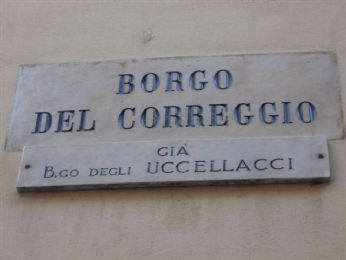 BORGO
DEL CORREGGIO
GIÀ
B.GO DEGLI UCCELLACCI